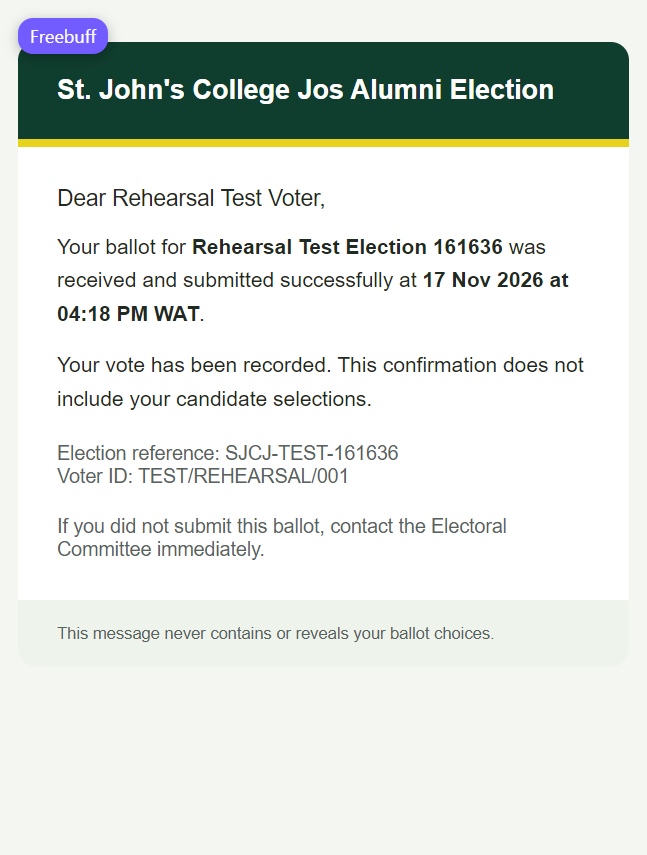 Freebuff
St. John's College Jos Alumni Election
Dear Rehearsal Test Voter,
Your ballot for Rehearsal Test Election 161636 was
received and submitted successfully at 17 Nov 2026 at
04:18 PM WAT.
Your vote has been recorded. This confirmation does not
include your candidate selections.
Election reference: SJCJ-TEST-161636
Voter ID: TEST/REHEARSAL/001
If you did not submit this ballot, contact the Electoral
Committee immediately.
This message never contains or reveals your ballot choices.